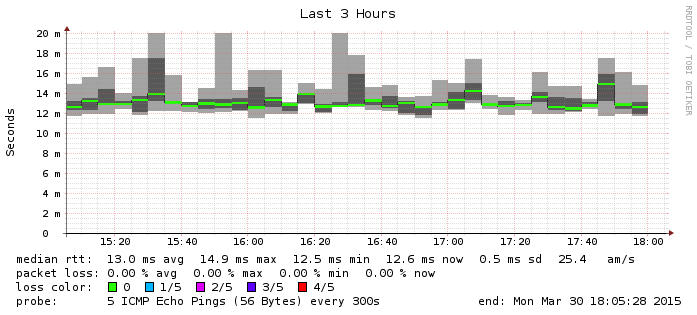 Last 3 Hours
RRDTOOL / TOBI OETIKER
Seconds
20 m
18 m
16 m
14 m
12 m
10 m
8 m
6 m
4 m
2 m
0
15:20 15:40 16:00 16:20 16:40 17:00 17:20 17:40 18:00
median rtt: 13.0 ms avg 14.9 ms max 12.5 ms min 12.6 ms now 0.5 ms sd 25.4 am/s
packet loss: 0.00 % avg 0.00 % max 0.00 % min 0.00 % now
loss color: 0 1/5 2/5 3/5 4/5
probe: 5 ICMP Echo Pings (56 Bytes) every 300s end: Mon Mar 30 18:05:28 2015